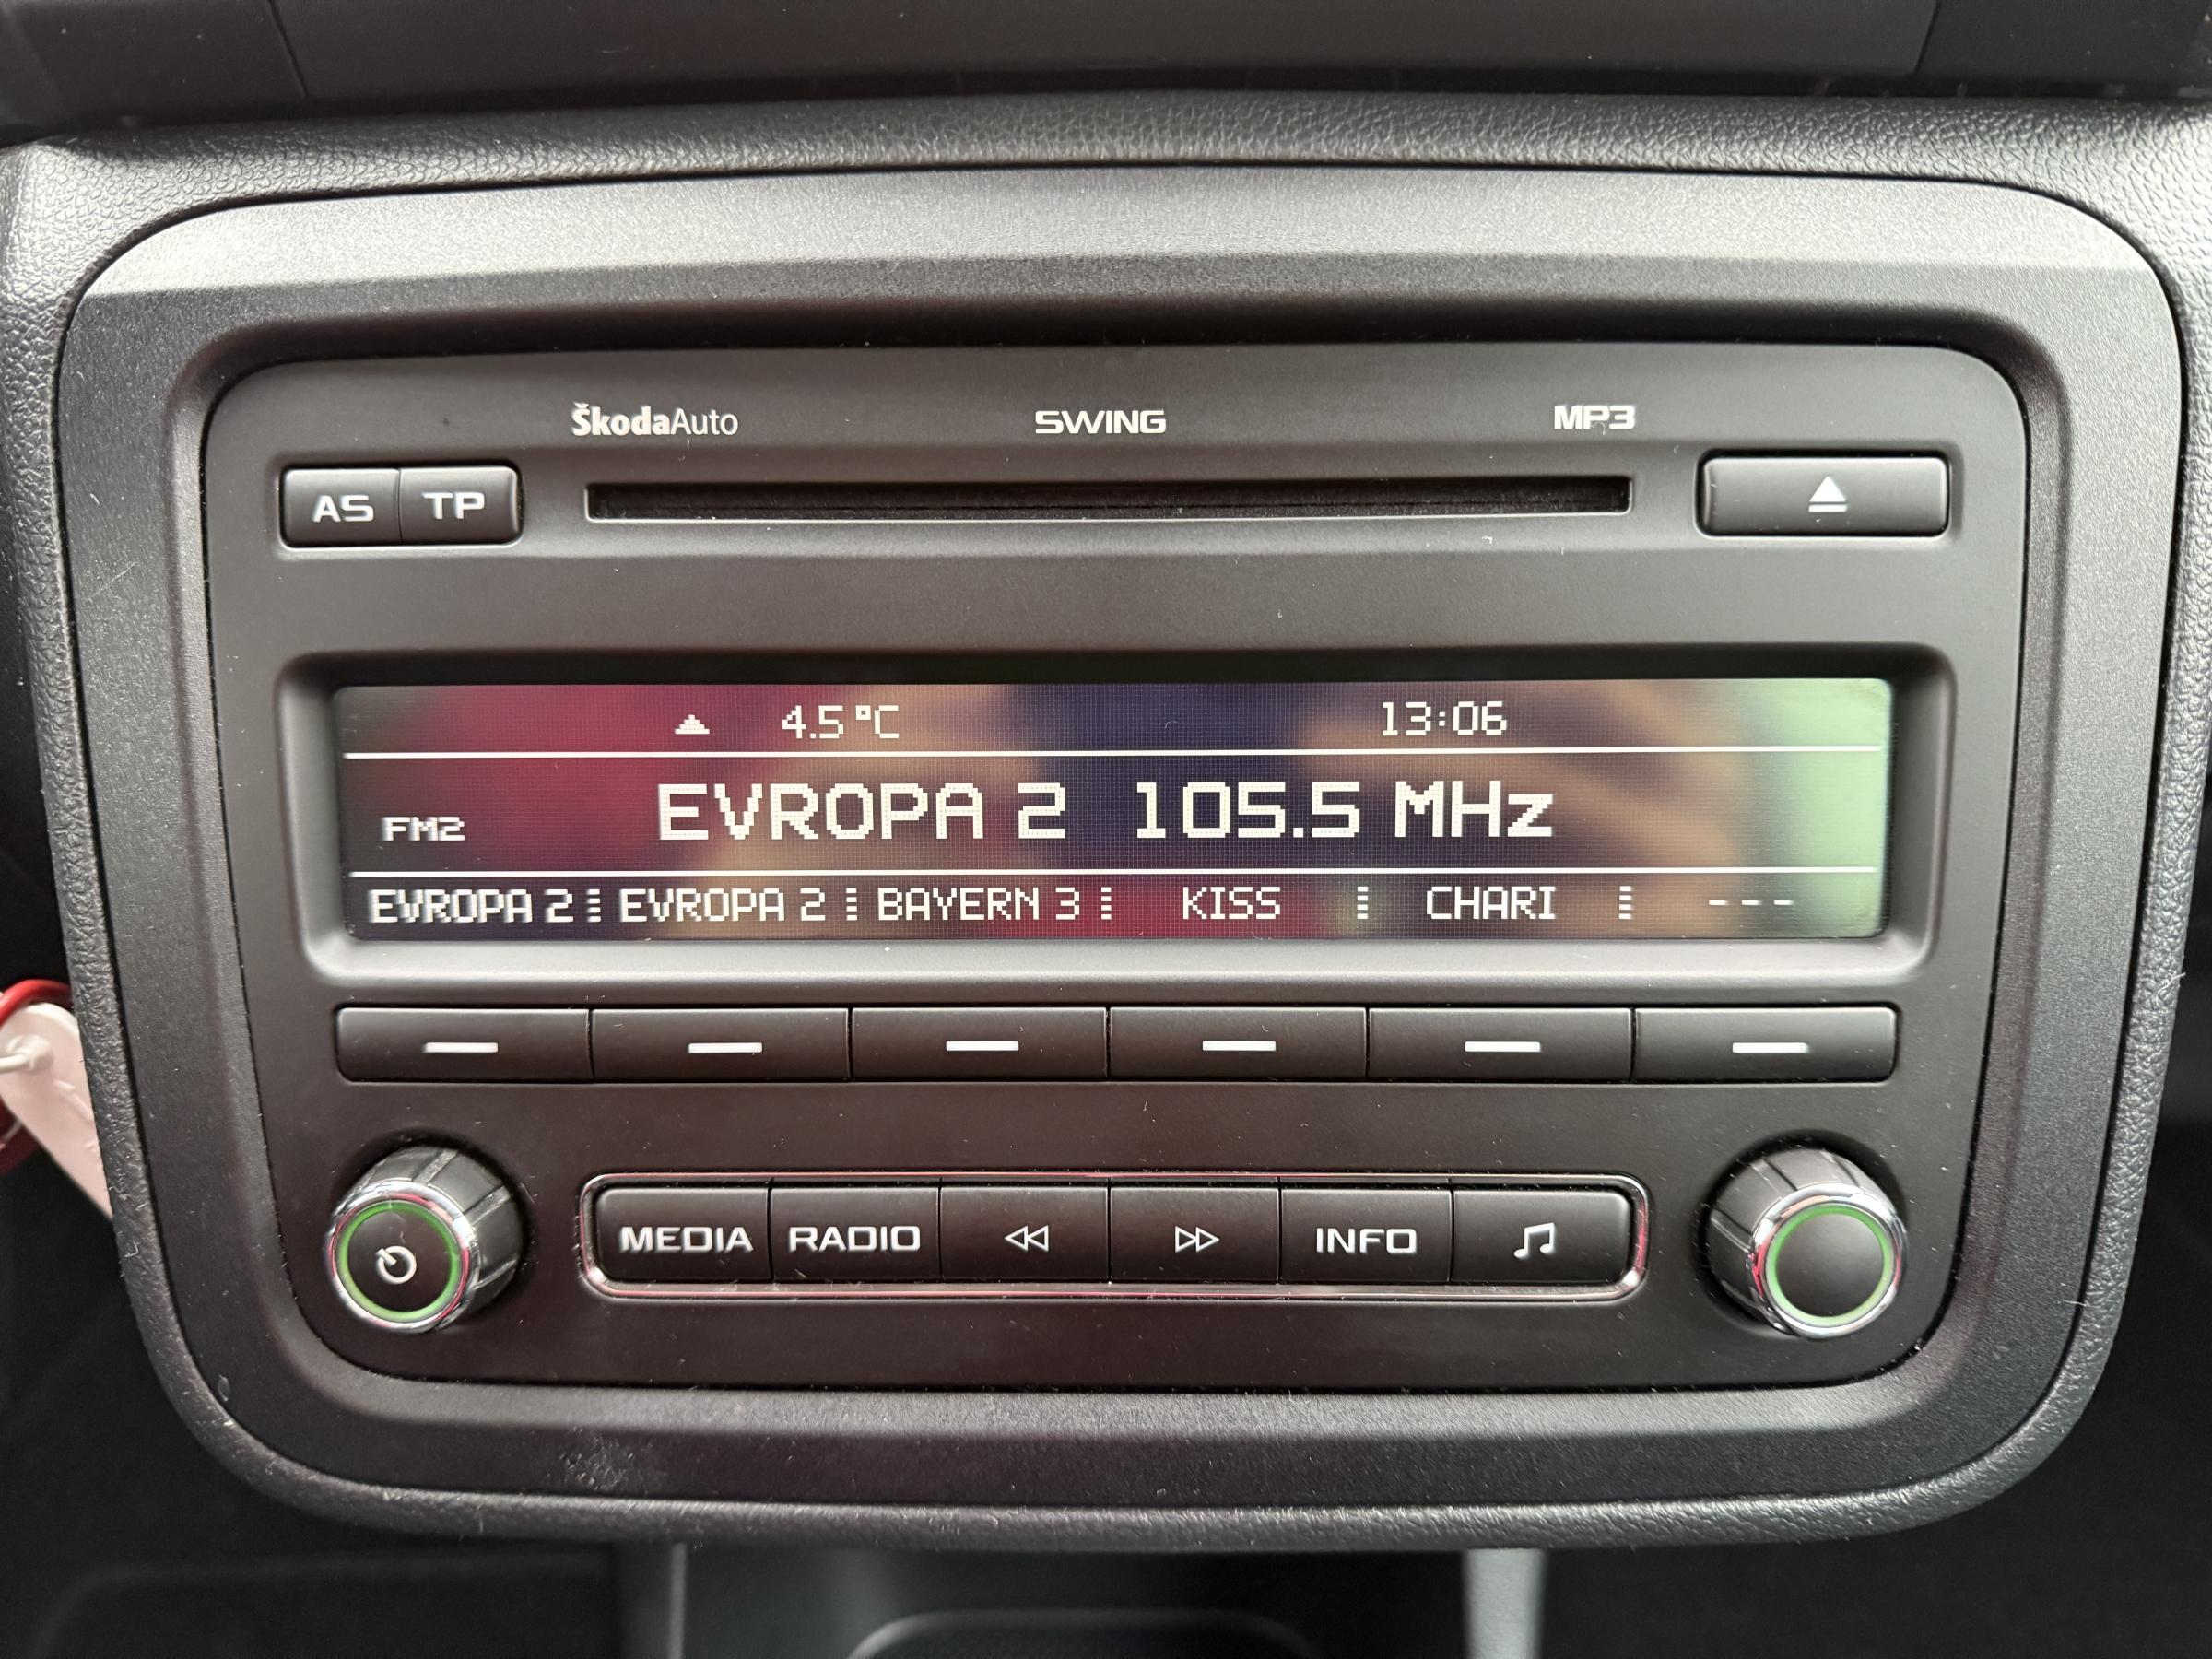 ŠkodaAuto SWING MP3
AS TP
4.5°C 13:06
FM2 EVROPA 2 105.5 MHz
EVROPA 2 EVROPA 2 BAYERN 3 KISS CHARI ---
MEDIA RADIO INFO